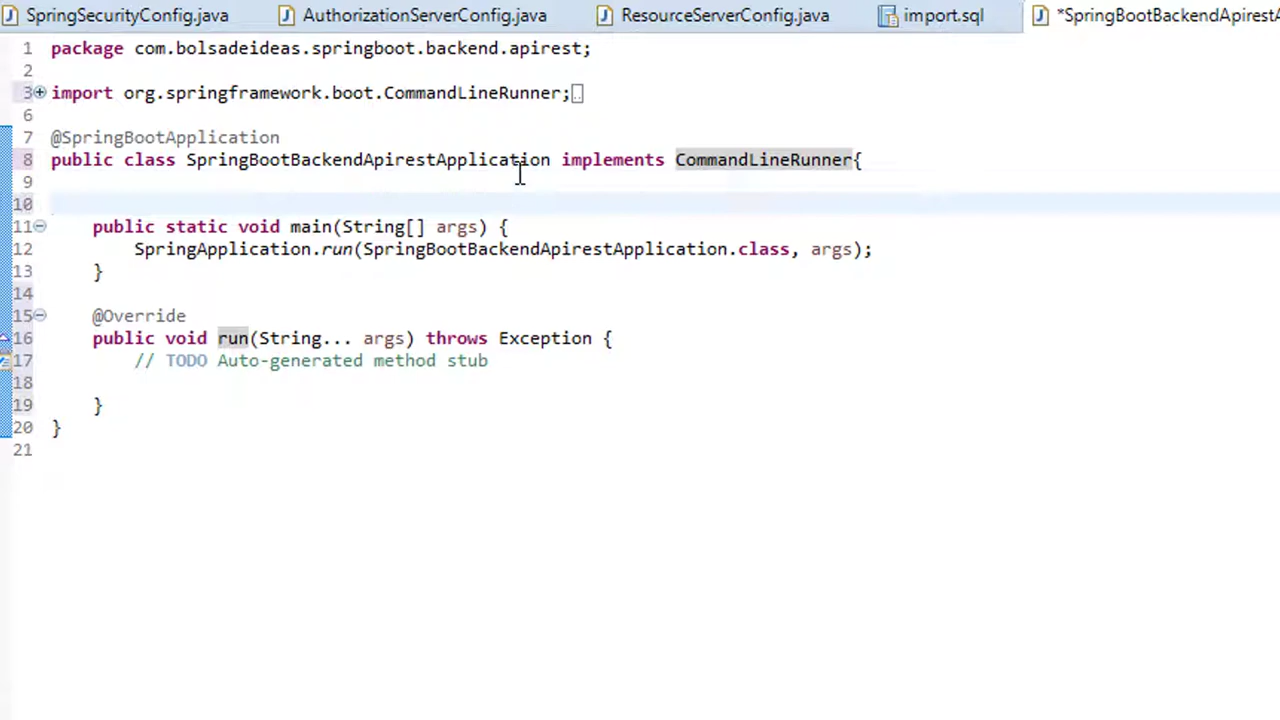 SpringSecurityConfig.java AuthorizationServerConfig.java ResourceServerConfig.java import.sql *SpringBootBackendApirestA
1 package com.bolsadeideas.springboot.backend.apirest;
2
3 import org.springframework.boot.CommandLineRunner;
6
7 @SpringBootApplication
8 public class SpringBootBackendApirestApplication implements CommandLineRunner{
9
10
11 public static void main(String[] args) {
12 SpringApplication.run(SpringBootBackendApirestApplication.class, args);
13 }
14
15 @Override
16 public void run(String... args) throws Exception {
17 // TODO Auto-generated method stub
18
19 }
20 }
21